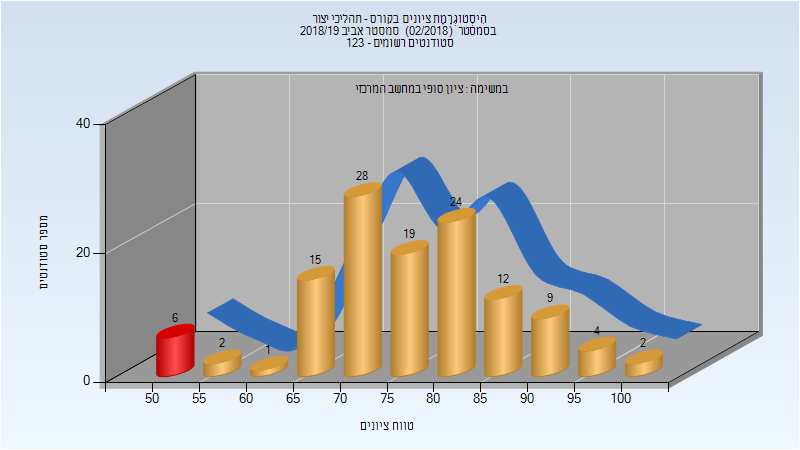 היסטוגרמת ציונים בקורס - תהליכי יצור
בסמסטר (02/2018) סמסטר אביב 2018/19
סטודנטים רשומים - 123
במשימה : ציון סופי במחשב המרכזי
40
20
0
מספר סטודנטים
6
2
1
15
28
19
24
12
9
4
2
50 55 60 65 70 75 80 85 90 95 100
טווח ציונים